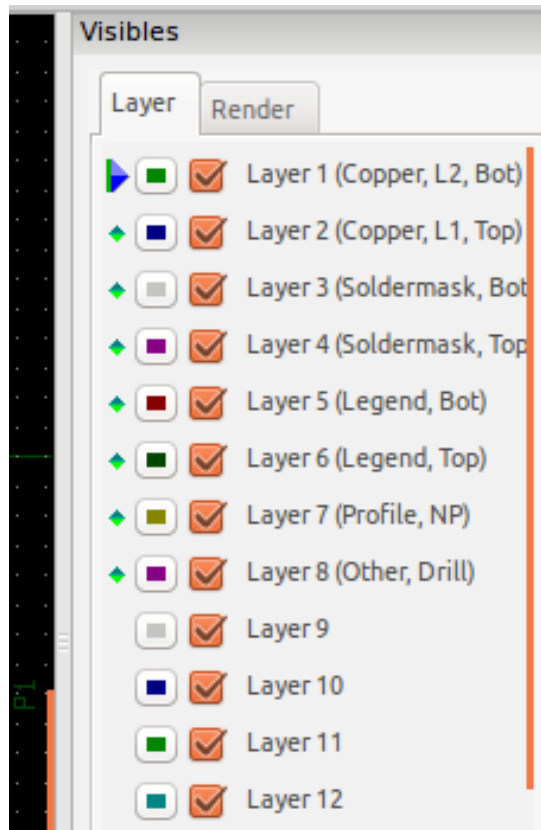 Visibles
Layer
Render
Layer 1 (Copper, L2, Bot)
Layer 2 (Copper, L1, Top)
Layer 3 (Soldermask, Bot
Layer 4 (Soldermask, Top
Layer 5 (Legend, Bot)
Layer 6 (Legend, Top)
Layer 7 (Profile, NP)
Layer 8 (Other, Drill)
Layer 9
Layer 10
Layer 11
Layer 12
P1